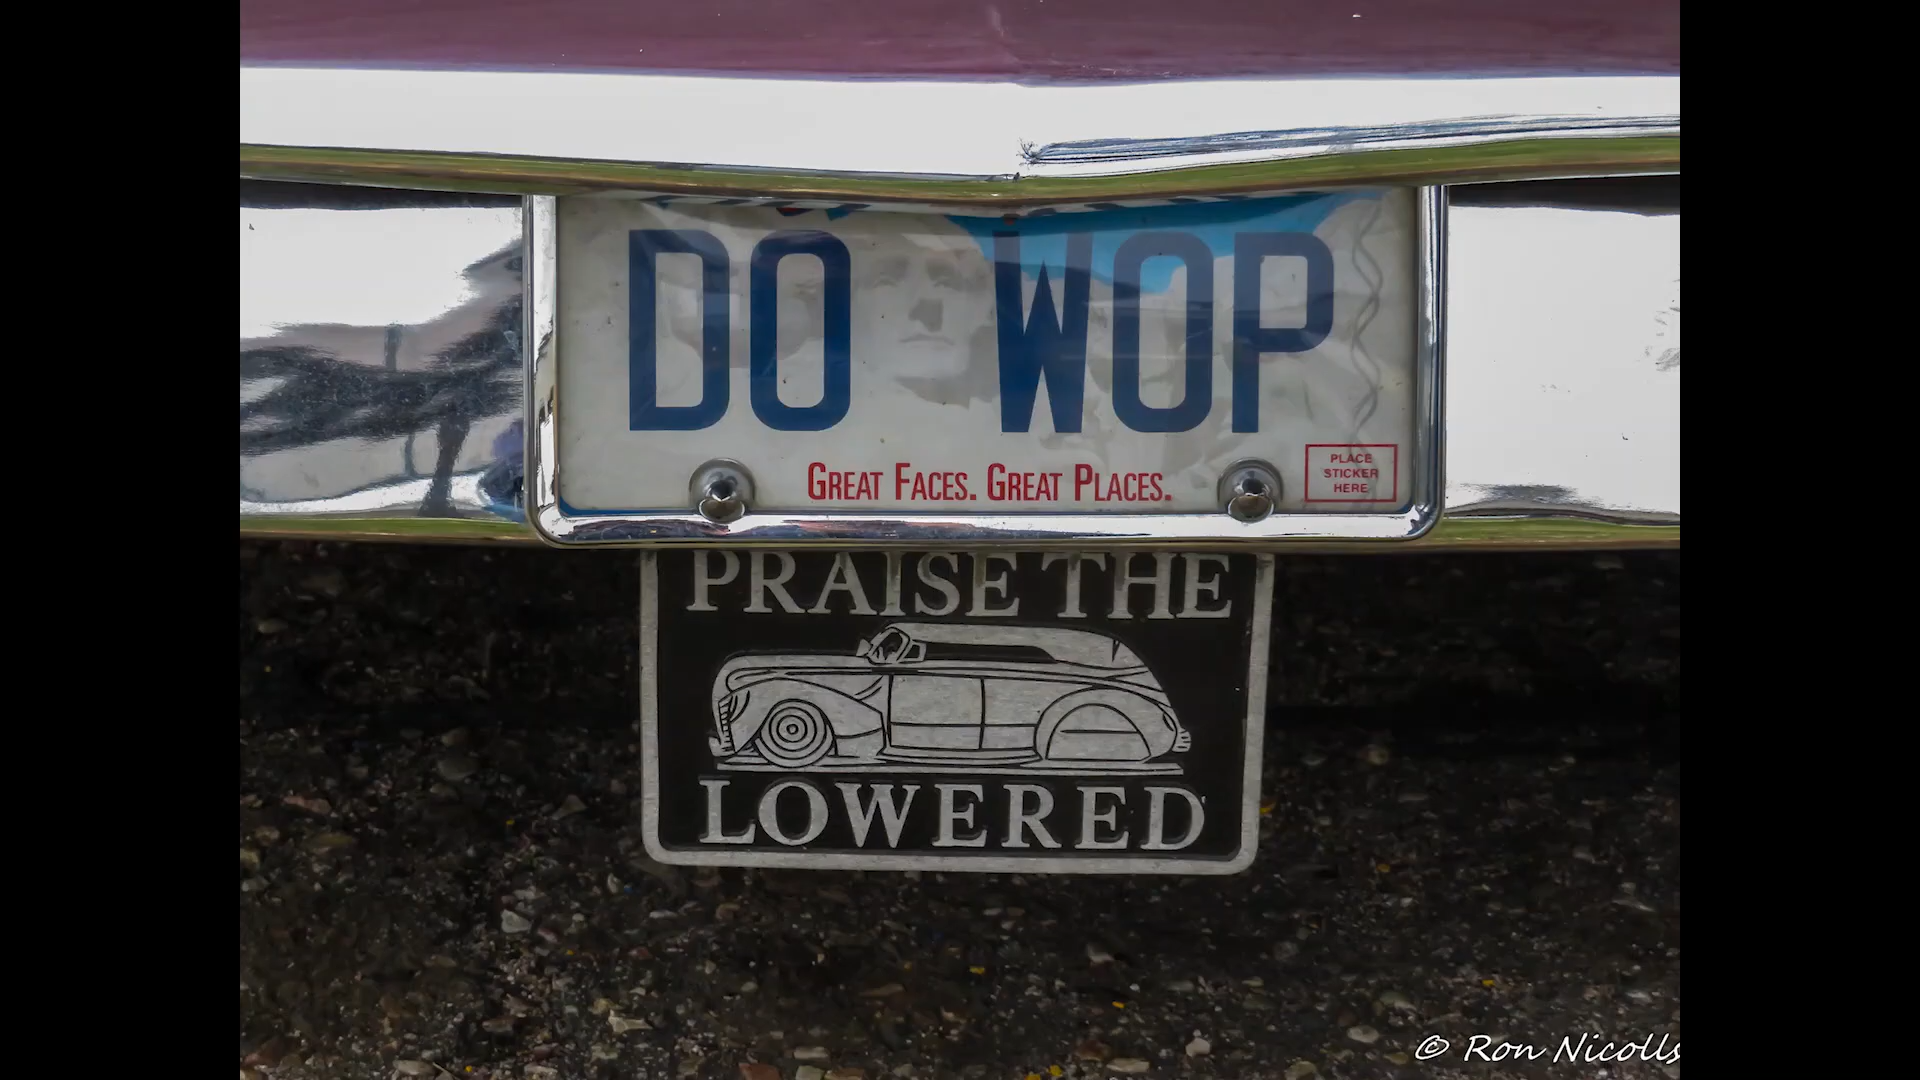 DO WOP
GREAT FACES. GREAT PLACES.
PLACE
STICKER
HERE
PRAISE THE
LOWERED
© Ron Nicolls